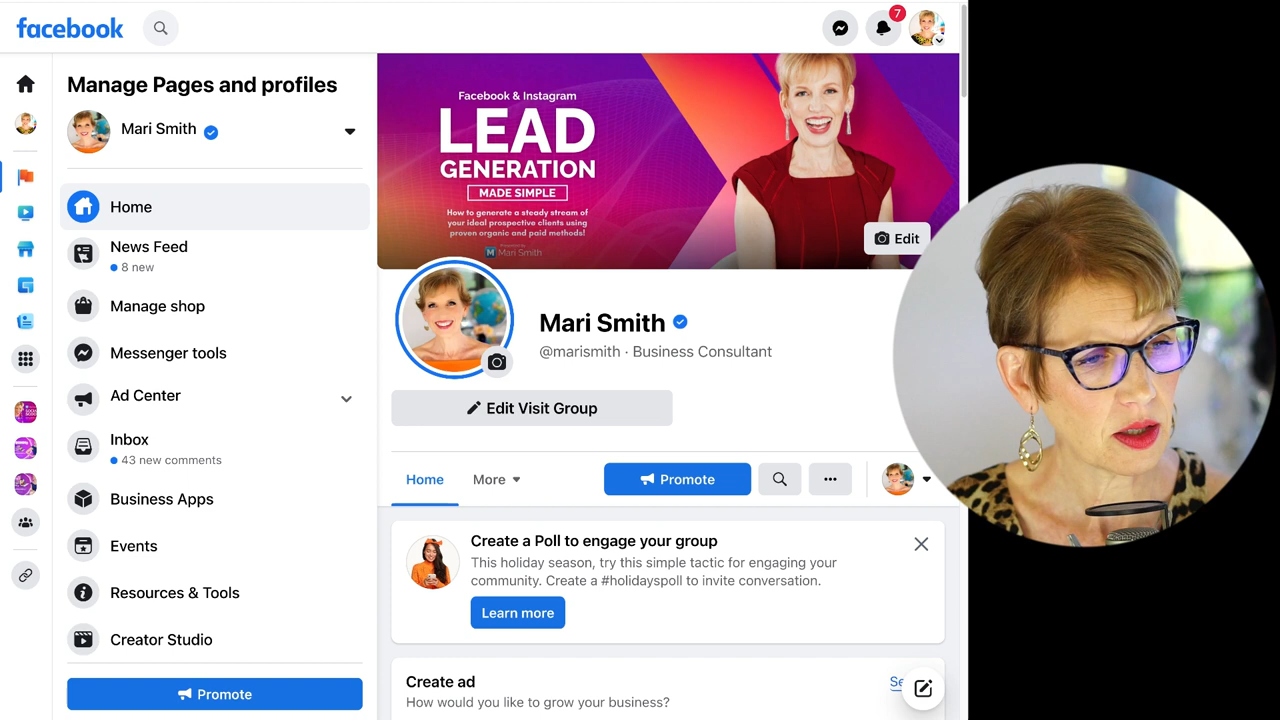 facebook
7
Manage Pages and profiles
Mari Smith
Home
News Feed
8 new
Manage shop
Messenger tools
Ad Center
Inbox
43 new comments
Business Apps
Events
Resources & Tools
Creator Studio
Promote
Facebook & Instagram
LEAD
GENERATION
MADE SIMPLE
How to generate a steady stream of
your ideal prospective clients using
proven organic and paid methods!
Mari Smith
Edit
Mari Smith
@marismith · Business Consultant
Edit Visit Group
Home
More
Promote
Create a Poll to engage your group
This holiday season, try this simple tactic for engaging your
community. Create a #holidayspoll to invite conversation.
Learn more
Create ad
How would you like to grow your business?